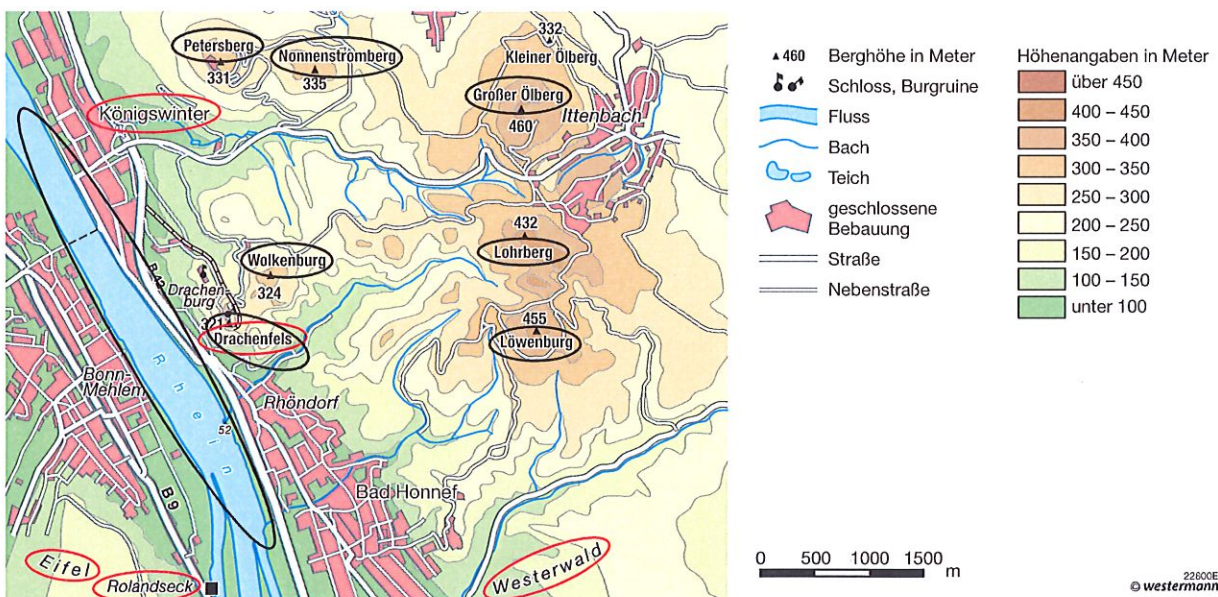 Petersberg
331
Nonnenstromberg
335
332
Kleiner Ölberg
Großer Ölberg
460
Ittenbach
Königswinter
432
Lohrberg
Wolkenburg
324
Drachen-
burg
B 42
321
Drachenfels
455
Löwenburg
Bonn-
Mehlem
Rhein
Rhöndorf
52
Bad Honnef
B 9
Eifel
Rolandseck
Westerwald
460 Berghöhe in Meter
Schloss, Burgruine
Fluss
Bach
Teich
geschlossene
Bebauung
Straße
Nebenstraße
Höhenangaben in Meter
über 450
400 – 450
350 – 400
300 – 350
250 – 300
200 – 250
150 – 200
100 – 150
unter 100
0 500 1000 1500
m
22600E
© westermann